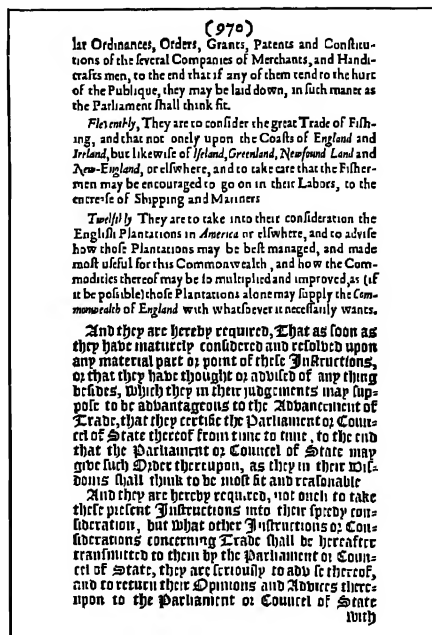 (970)
lar Ordinances, Orders, Grants, Patents and Constitu-
tions of the several Companies of Merchants, and Handi-
crafts men, to the end that if any of them tend to the hurt
of the Publique, they may be laid down, in such maner as
the Parliament shall think fit.
Eleventhly, They are to consider the great Trade of Fish-
ing, and that not onely upon the Coasts of England and
Ireland, but likewise of Iseland, Greenland, Newfound Land and
New-England, or elswhere, and to take care that the Fisher-
men may be encouraged to go on in their Labors, to the
encrease of Shipping and Mariners
Twelfthly They are to take into their consideration the
English Plantations in America or elswhere, and to advise
how those Plantations may be best managed, and made
most useful for this Commonwealth, and how the Com-
modities thereof may be so multiplied and improved, as (if
it be possible) those Plantations alone may supply the Com-
monwealth of England with whatsoever it necessarily wants.
And they are hereby required, That as soon as
they have maturely considered and resolved upon
any material part or point of these Instructions,
or that they have thought or advised of any thing
besides, which they in their judgements may sup-
pose to be advantageous to the Advancement of
Trade, that they certifie the Parliament or Coun-
cel of State thereof from time to time, to the end
that the Parliament or Councel of State may
give such Order thereupon, as they in their Wis-
doms shall think to be most fit and reasonable
And they are hereby required, not onely to take
these present Instructions into their speedy con-
sideration, but what other Instructions or Con-
siderations concerning Trade shall be hereafter
transmitted to them by the Parliament or Coun-
cel of State, they are seriously to advise thereof,
and to return their Opinions and Advices there-
upon to the Parliament or Councel of State
with